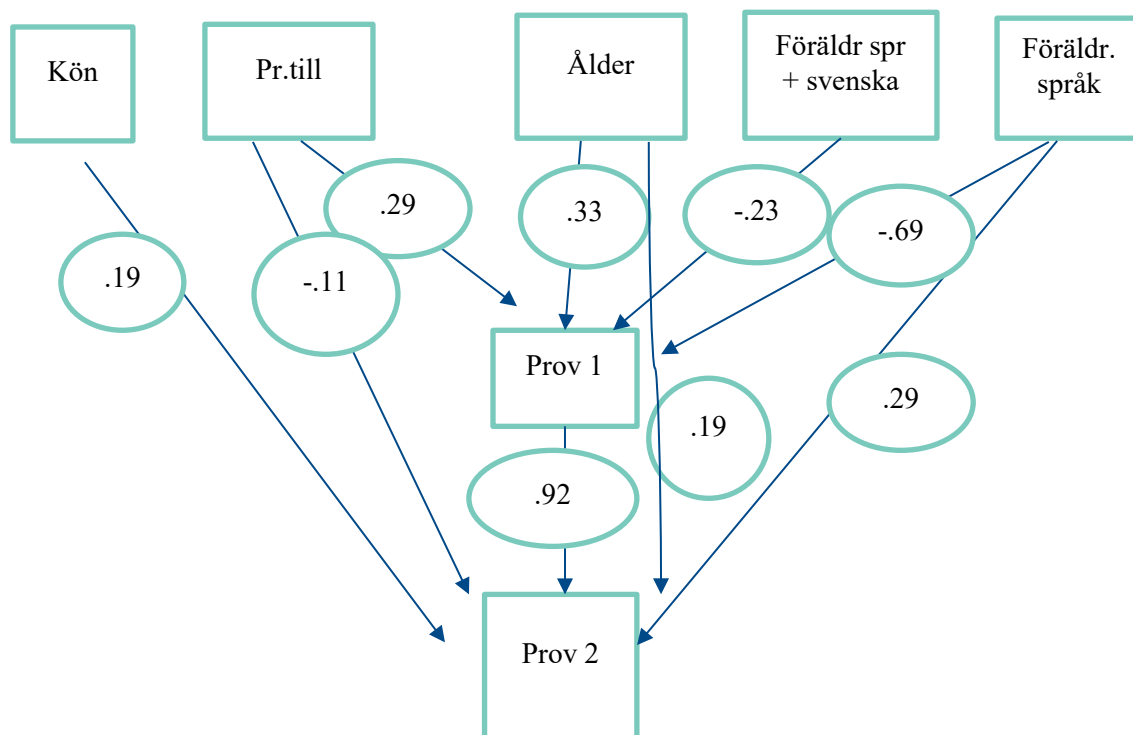 Kön
Pr.till
Ålder
Föräldr spr
+ svenska
Föräldr.
språk
.29
.33
-.23
-.69
.19
-.11
Prov 1
.19
.29
.92
Prov 2